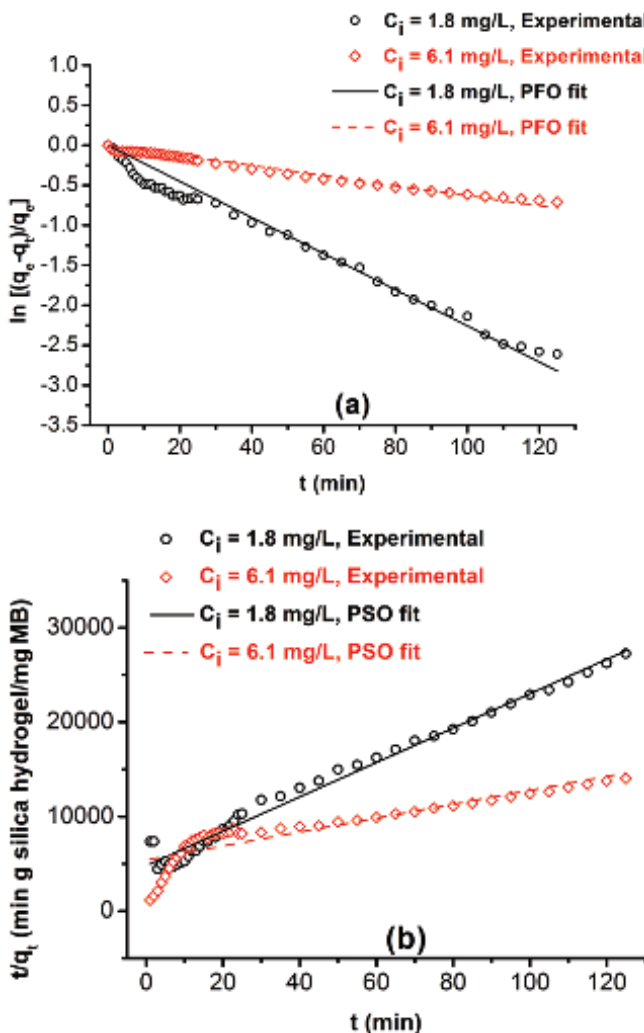 Cᵢ = 1.8 mg/L, Experimental
Cᵢ = 6.1 mg/L, Experimental
Cᵢ = 1.8 mg/L, PFO fit
Cᵢ = 6.1 mg/L, PFO fit
1.0
0.5
0.0
-0.5
-1.0
-1.5
-2.0
-2.5
-3.0
-3.5
ln [(qₑ-qₜ)/qₑ]
(a)
0 20 40 60 80 100 120
t (min)
Cᵢ = 1.8 mg/L, Experimental
Cᵢ = 6.1 mg/L, Experimental
Cᵢ = 1.8 mg/L, PSO fit
Cᵢ = 6.1 mg/L, PSO fit
30000
20000
10000
0
t/qₜ (min g silica hydrogel/mg MB)
(b)
0 20 40 60 80 100 120
t (min)